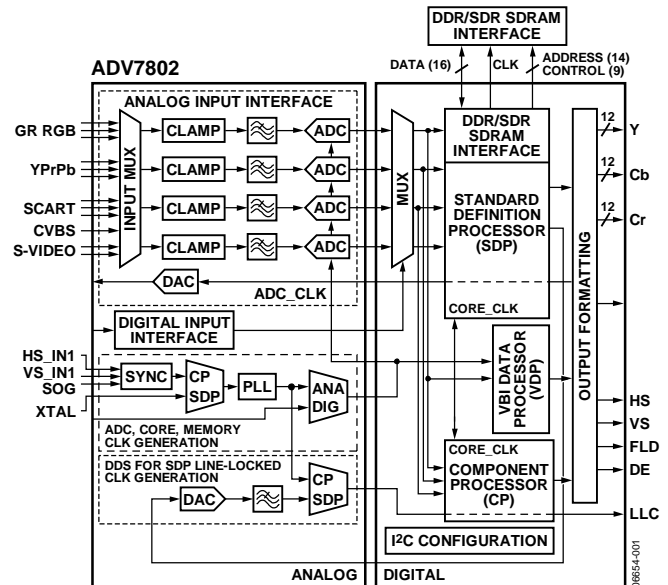 DDR/SDR SDRAM
INTERFACE
DATA (16)
CLK
ADDRESS (14)
CONTROL (9)
ADV7802
ANALOG INPUT INTERFACE
GR RGB
YPrPb
SCART
CVBS
S-VIDEO
INPUT MUX
CLAMP
ADC
CLAMP
ADC
CLAMP
ADC
CLAMP
ADC
DAC
ADC_CLK
MUX
DDR/SDR
SDRAM
INTERFACE
STANDARD
DEFINITION
PROCESSOR
(SDP)
CORE_CLK
12
Y
12
Cb
12
Cr
OUTPUT FORMATTING
DIGITAL INPUT
INTERFACE
HS_IN1
VS_IN1
SOG
XTAL
SYNC
CP
SDP
PLL
ANA
DIG
ADC, CORE, MEMORY
CLK GENERATION
VBI DATA
PROCESSOR
(VDP)
HS
VS
FLD
DE
LLC
DDS FOR SDP LINE-LOCKED
CLK GENERATION
DAC
CP
SDP
CORE_CLK
COMPONENT
PROCESSOR
(CP)
I2C CONFIGURATION
ANALOG
DIGITAL
06654-001